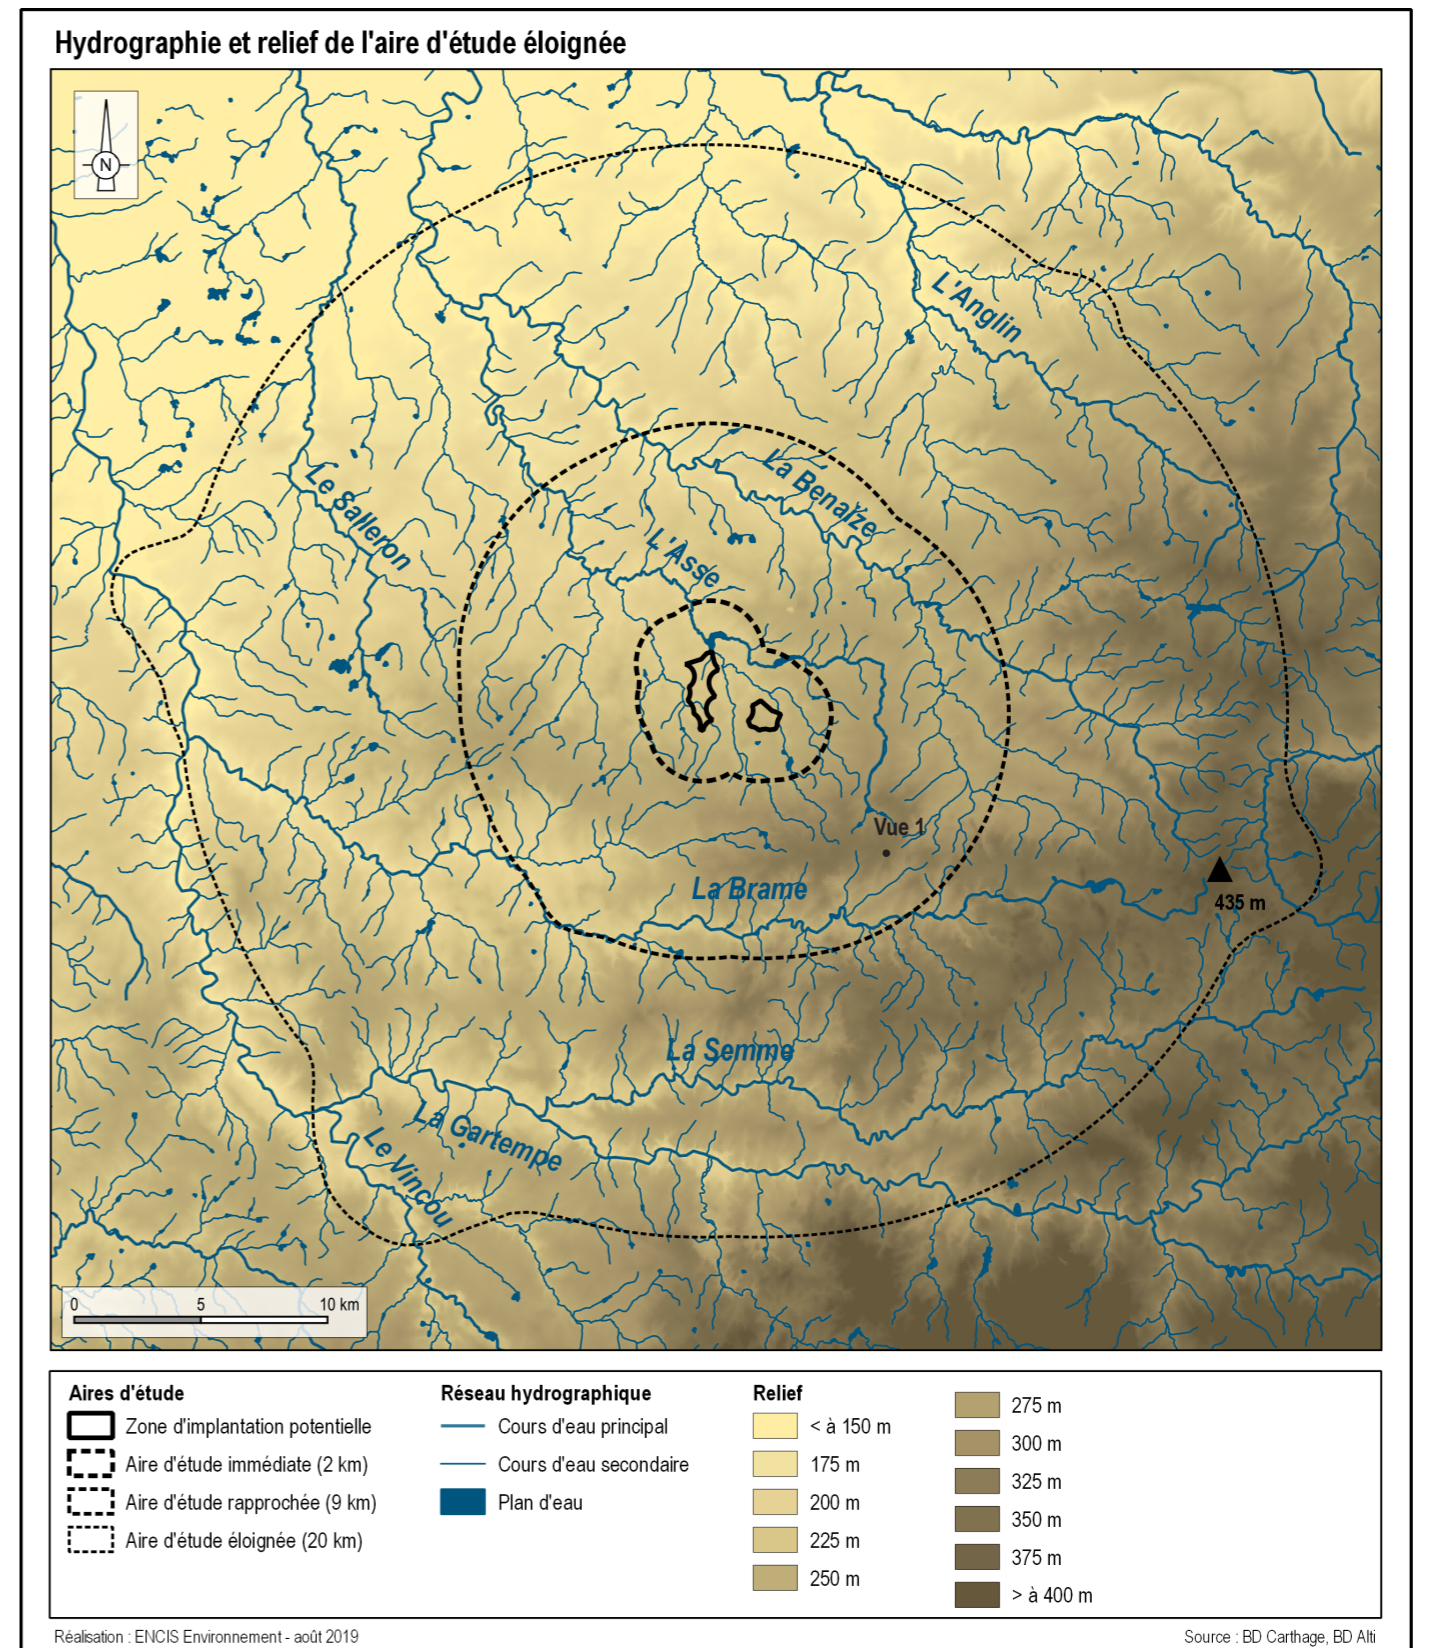 Hydrographie et relief de l'aire d'étude éloignée
N
L'Anglin
La Benaïze
Le Salleron
L'Asse
Vue 1
La Brame
435 m
La Semme
La Gartempe
Le Vincou
0 5 10 km
Aires d'étude
Zone d'implantation potentielle
Aire d'étude immédiate (2 km)
Aire d'étude rapprochée (9 km)
Aire d'étude éloignée (20 km)
Réseau hydrographique
Cours d'eau principal
Cours d'eau secondaire
Plan d'eau
Relief
< à 150 m
175 m
200 m
225 m
250 m
275 m
300 m
325 m
350 m
375 m
> à 400 m
Réalisation : ENCIS Environnement - août 2019
Source : BD Carthage, BD Alti